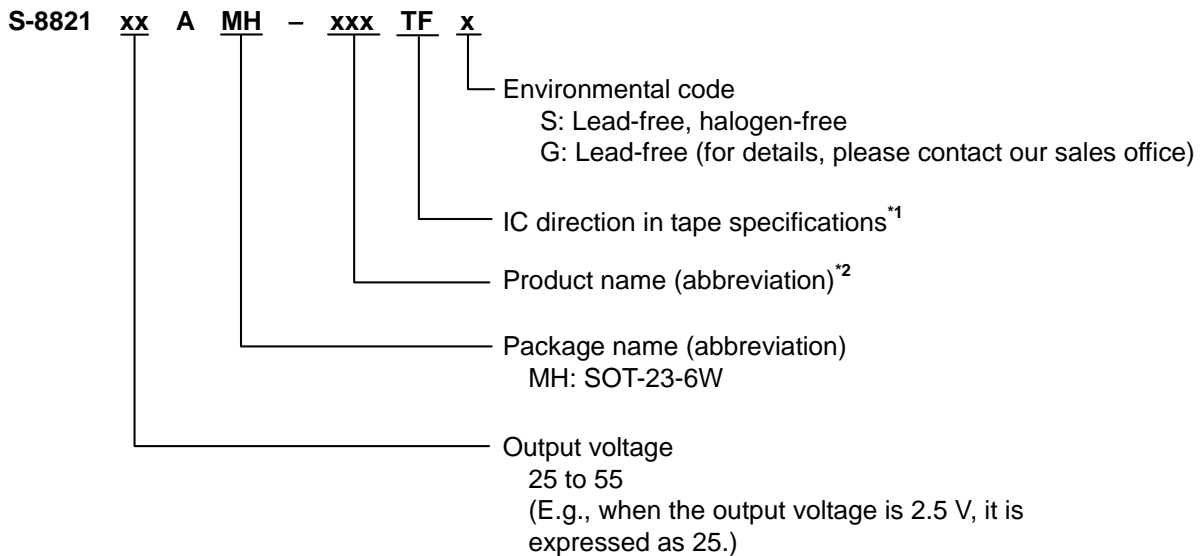 S-8821 xx A MH – xxx TF x
Environmental code
S: Lead-free, halogen-free
G: Lead-free (for details, please contact our sales office)
IC direction in tape specifications*1
Product name (abbreviation)*2
Package name (abbreviation)
MH: SOT-23-6W
Output voltage
25 to 55
(E.g., when the output voltage is 2.5 V, it is
expressed as 25.)